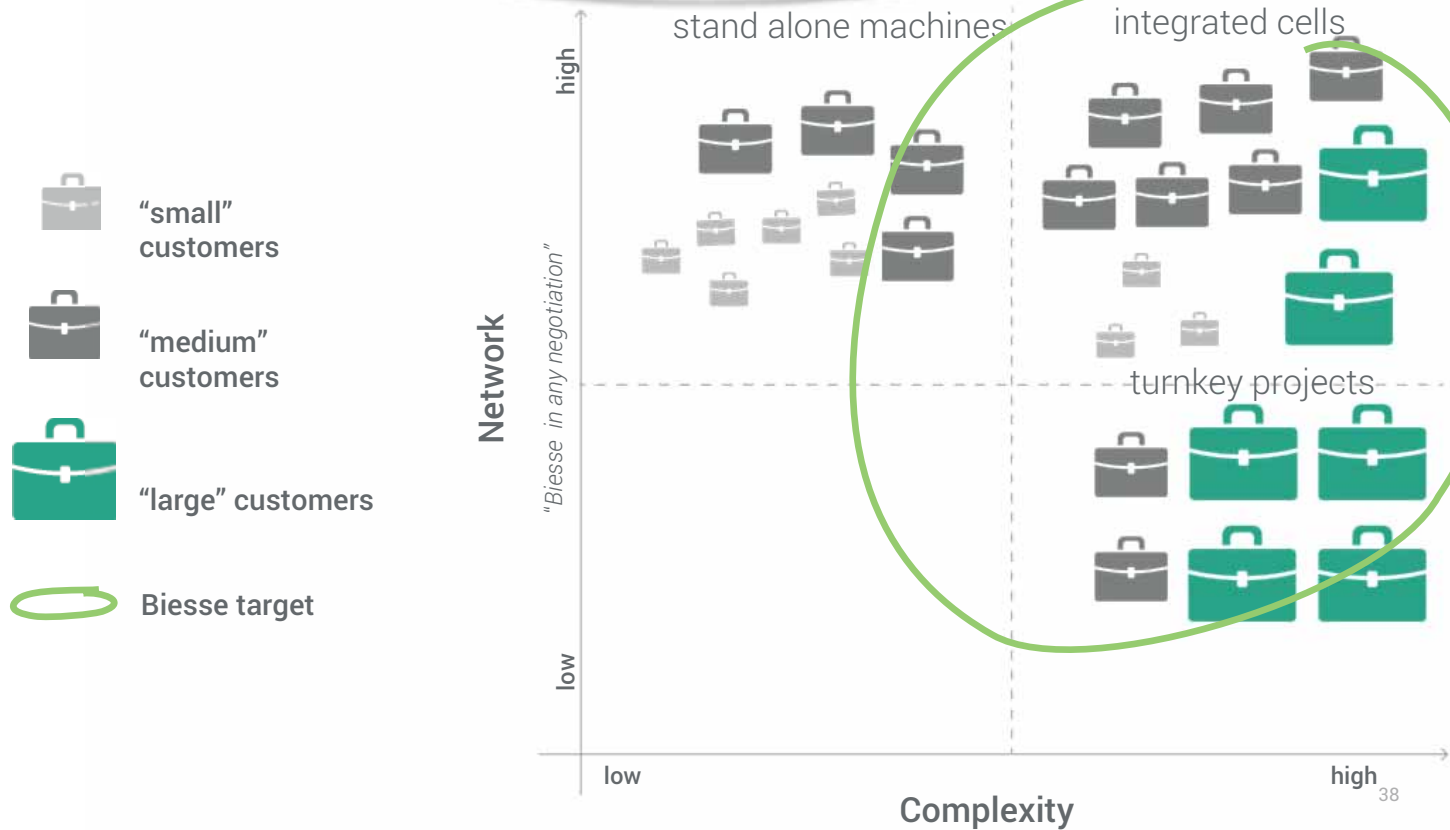 stand alone machines
integrated cells
high
“small”
customers
“medium”
customers
“large” customers
Biesse target
Network
“Biesse in any negotiation”
turnkey projects
low
low
high
Complexity
38